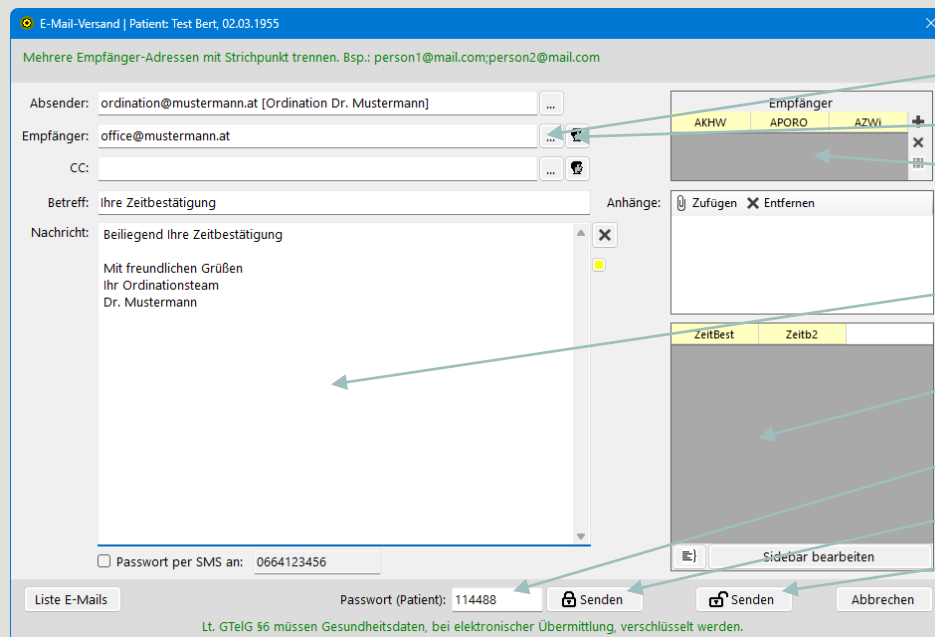 E-Mail-Versand | Patient: Test Bert, 02.03.1955
Mehrere Empfänger-Adressen mit Strichpunkt trennen. Bsp.: person1@mail.com;person2@mail.com
Absender: ordination@mustermann.at [Ordination Dr. Mustermann] ...
Empfänger
Empfänger: office@mustermann.at ...
AKHW APORO AZWi
CC: ...
Betreff: Ihre Zeitbestätigung
Anhänge: Zufügen Entfernen
Nachricht: Beiliegend Ihre Zeitbestätigung
Mit freundlichen Grüßen
Ihr Ordinationsteam
Dr. Mustermann
ZeitBest Zeitb2
Passwort per SMS an: 0664123456
Sidebar bearbeiten
Liste E-Mails Passwort (Patient): 114488 Senden Senden Abbrechen
Lt. GTelG §6 müssen Gesundheitsdaten, bei elektronischer Übermittlung, verschlüsselt werden.